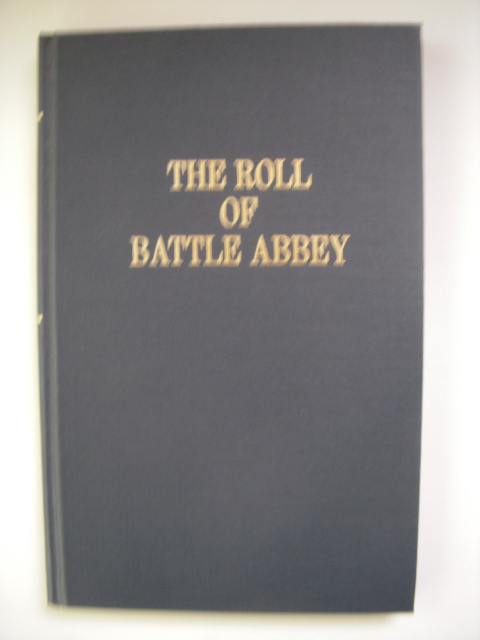 THE ROLL
OF
BATTLE ABBEY